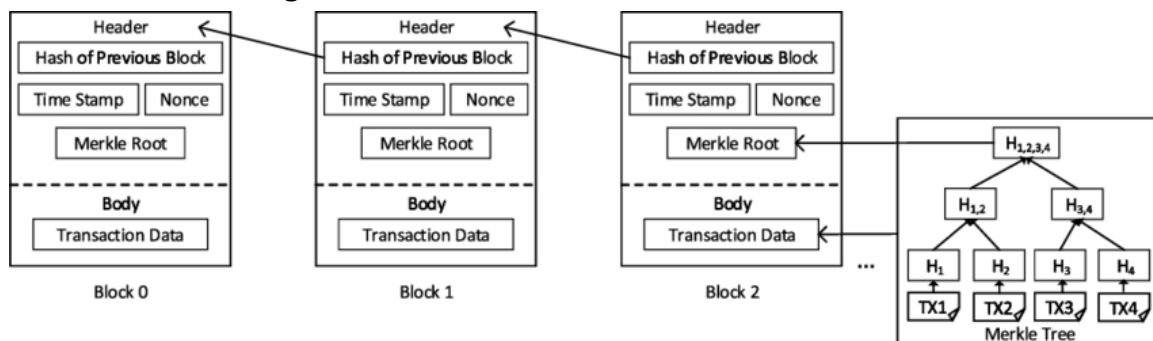 Header
Hash of Previous Block
Time Stamp
Nonce
Merkle Root
Body
Transaction Data
Block 0
Header
Hash of Previous Block
Time Stamp
Nonce
Merkle Root
Body
Transaction Data
Block 1
Header
Hash of Previous Block
Time Stamp
Nonce
Merkle Root
Body
Transaction Data
Block 2
...
H1,2,3,4
H1,2
H3,4
H1
H2
H3
H4
TX1
TX2
TX3
TX4
Merkle Tree